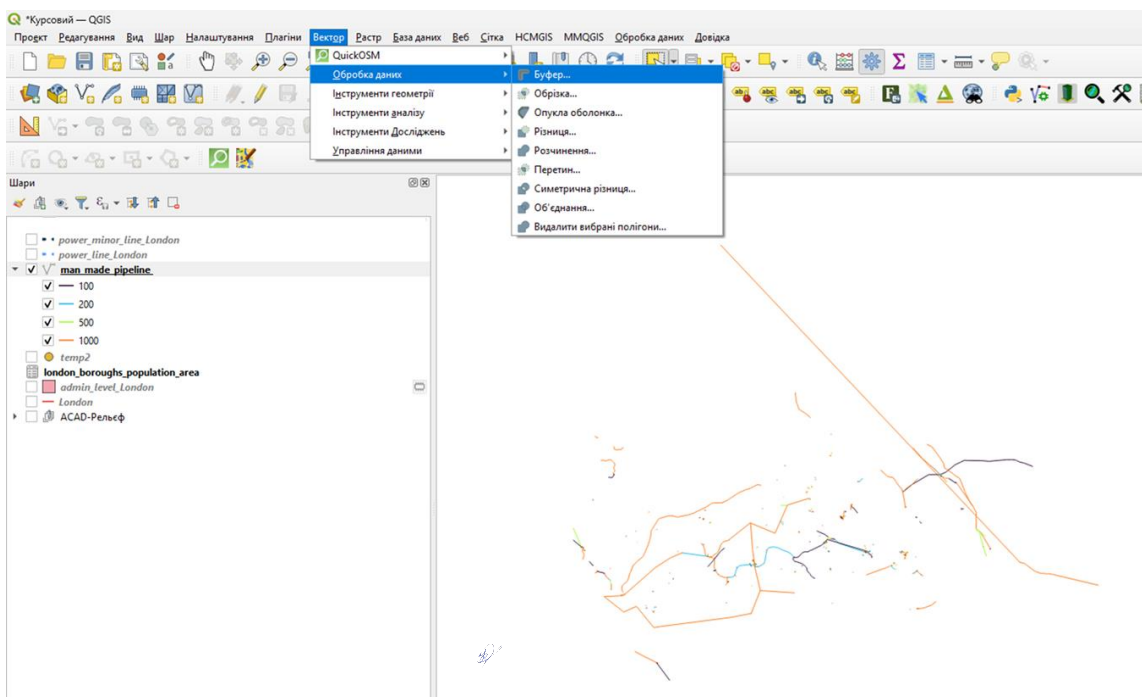 *Курсовий — QGIS
Проєкт Редагування Вид Шар Налаштування Плагіни Вектор Растр База даних Веб Сітка HCMGIS MMQGIS Обробка даних Довідка
QuickOSM
Обробка даних
Інструменти геометрії
Інструменти аналізу
Інструменти Досліджень
Управління даними
Буфер...
Обрізка...
Опукла оболонка...
Різниця...
Розчинення...
Перетин...
Симетрична різниця...
Об'єднання...
Видалити вибрані полігони...
Шари
power_minor_line_London
power_line_London
man_made_pipeline_
100
200
500
1000
temp2
london_boroughs_population_area
admin_level_London
London
ACAD-Рельєф